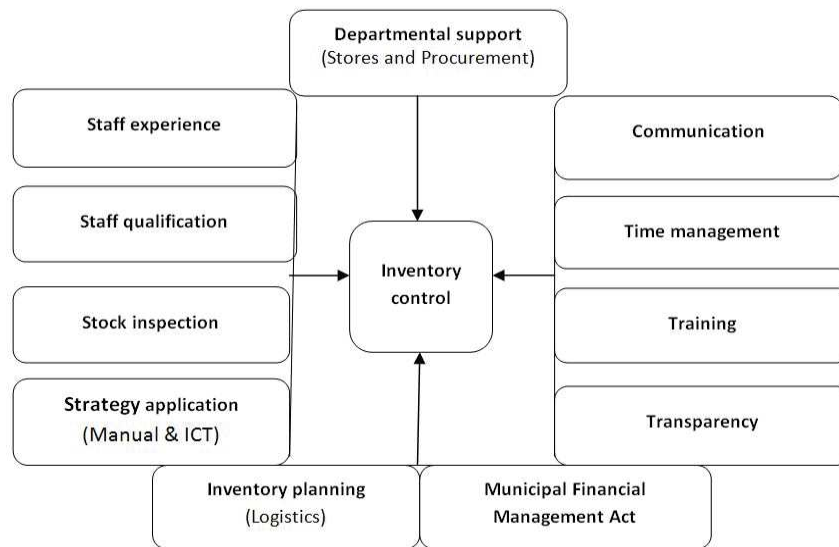 Departmental support
(Stores and Procurement)
Staff experience
Staff qualification
Stock inspection
Strategy application
(Manual & ICT)
Inventory
control
Communication
Time management
Training
Transparency
Inventory planning
(Logistics)
Municipal Financial
Management Act